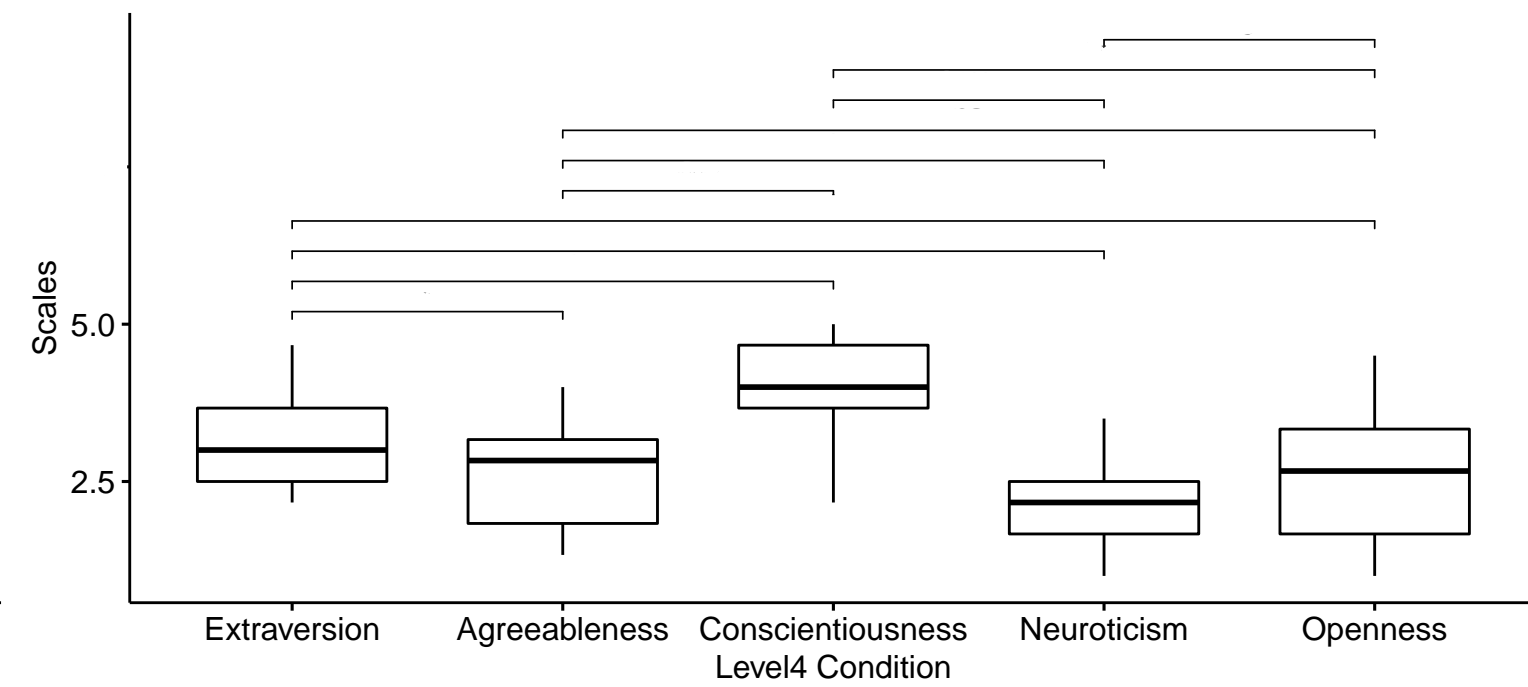 Scales
5.0
2.5
Extraversion Agreeableness Conscientiousness Neuroticism Openness
Level4 Condition